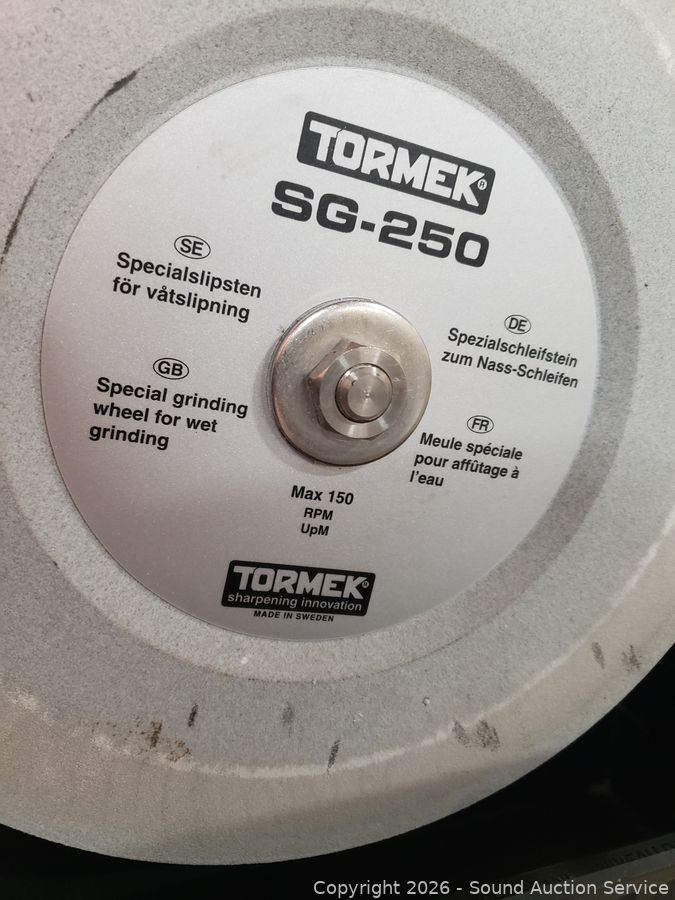 TORMEK®
SG-250
SE
Specialslipsten
för våtslipning
DE
Spezialschleifstein
zum Nass-Schleifen
GB
Special grinding
wheel for wet
grinding
FR
Meule spéciale
pour affûtage à
l'eau
Max 150
RPM
UpM
TORMEK®
sharpening innovation
MADE IN SWEDEN
Copyright 2026 - Sound Auction Service